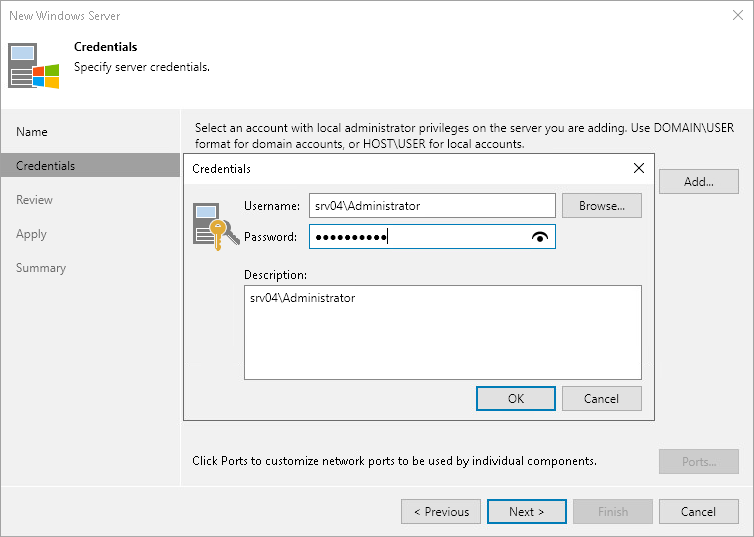 New Windows Server
Credentials
Specify server credentials.
Name
Credentials
Review
Apply
Summary
Select an account with local administrator privileges on the server you are adding. Use DOMAIN\USER
format for domain accounts, or HOST\USER for local accounts.
Add...
Credentials
Username:
srv04\Administrator
Browse...
Password:
●●●●●●●●●●
Description:
srv04\Administrator
OK
Cancel
Click Ports to customize network ports to be used by individual components.
Ports...
< Previous
Next >
Finish
Cancel